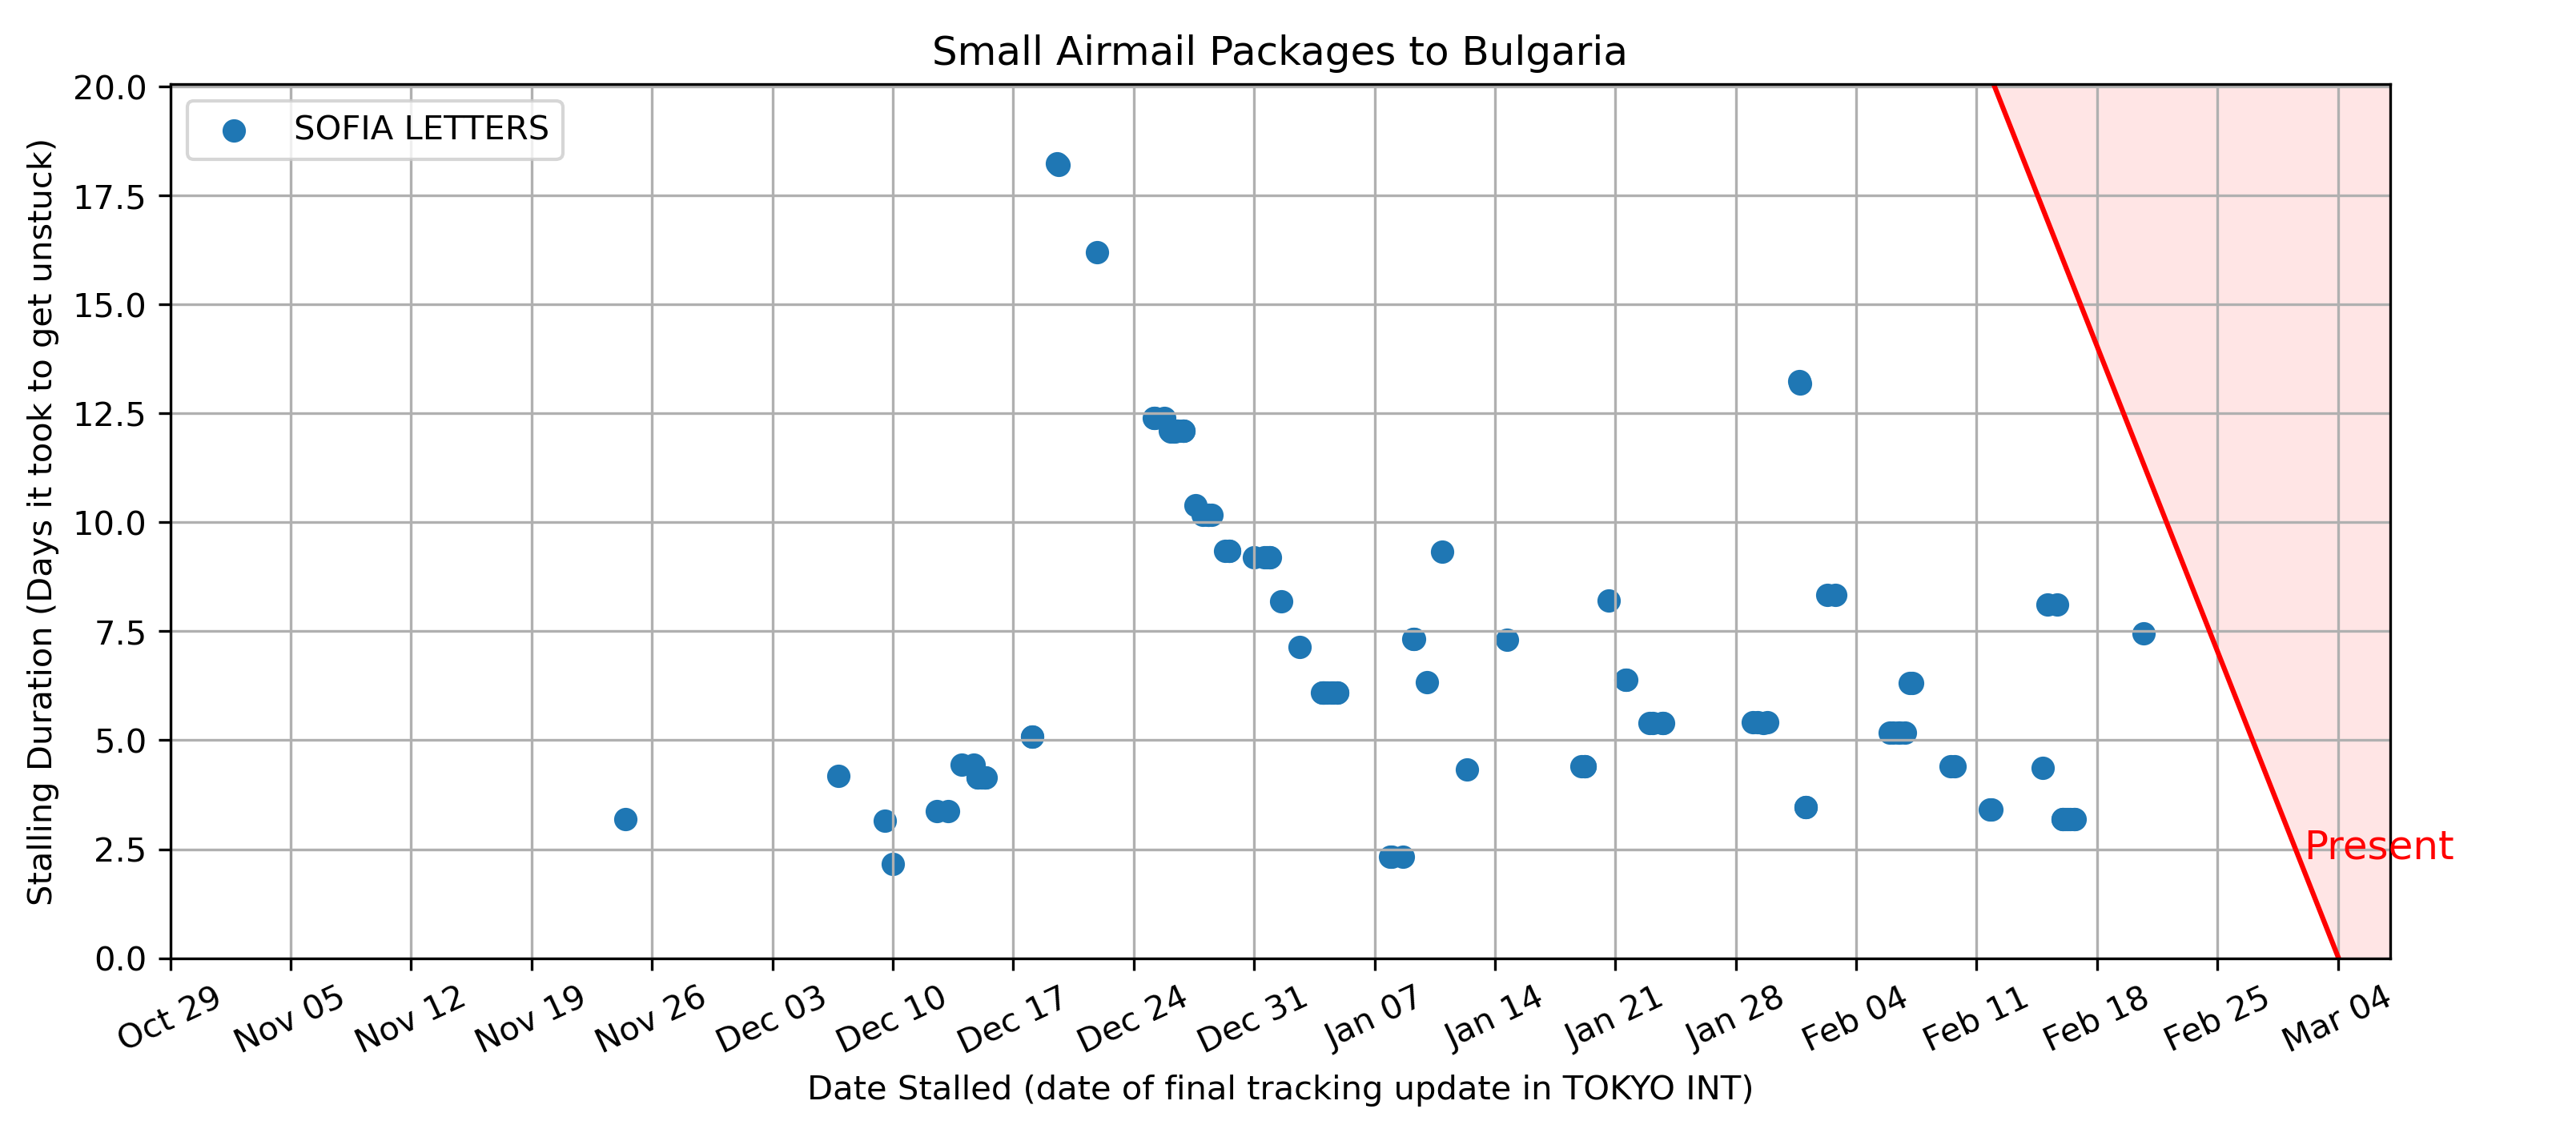 Small Airmail Packages to Bulgaria
SOFIA LETTERS
Stalling Duration (Days it took to get unstuck)
20.0
17.5
15.0
12.5
10.0
7.5
5.0
2.5
0.0
Present
Oct 29
Nov 05
Nov 12
Nov 19
Nov 26
Dec 03
Dec 10
Dec 17
Dec 24
Dec 31
Jan 07
Jan 14
Jan 21
Jan 28
Feb 04
Feb 11
Feb 18
Feb 25
Mar 04
Date Stalled (date of final tracking update in TOKYO INT)